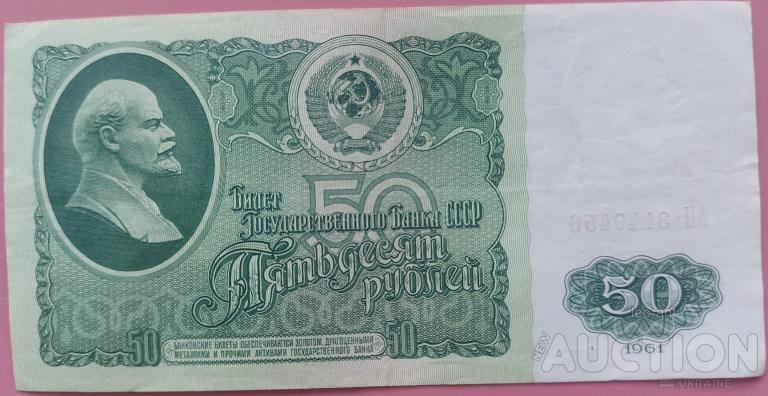 50
Билет
Государственного Банка СССР
Пятьдесят
рублей
50
БАНКОВСКИЕ БИЛЕТЫ ОБЕСПЕЧИВАЮТСЯ ЗОЛОТОМ, ДРАГОЦЕННЫМИ
МЕТАЛЛАМИ И ПРОЧИМИ АКТИВАМИ ГОСУДАРСТВЕННОГО БАНКА
50
50
1961
NEW
AUCTION
UKRAINE